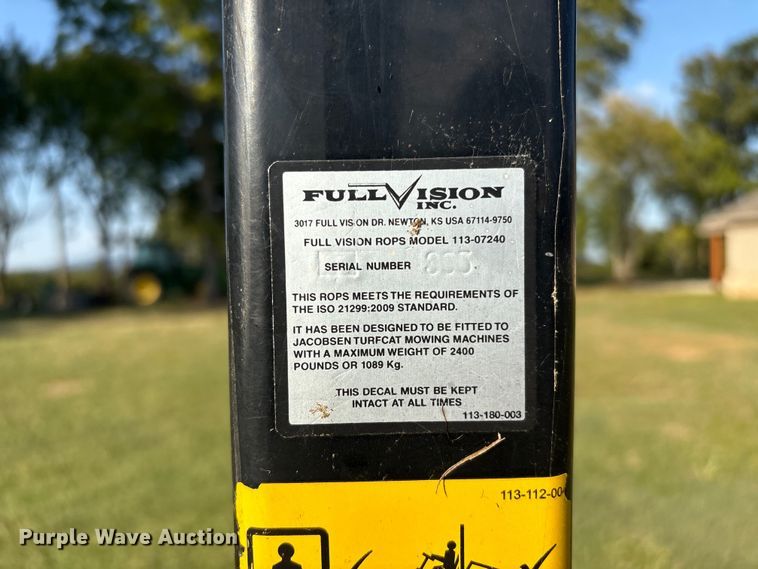 FULL VISION
INC.
3017 FULL VISION DR. NEWTON, KS USA 67114-9750
FULL VISION ROPS MODEL 113-07240
SERIAL NUMBER
THIS ROPS MEETS THE REQUIREMENTS OF
THE ISO 21299:2009 STANDARD.
IT HAS BEEN DESIGNED TO BE FITTED TO
JACOBSEN TURFCAT MOWING MACHINES
WITH A MAXIMUM WEIGHT OF 2400
POUNDS OR 1089 Kg.
THIS DECAL MUST BE KEPT
INTACT AT ALL TIMES
113-180-003
Purple Wave Auction